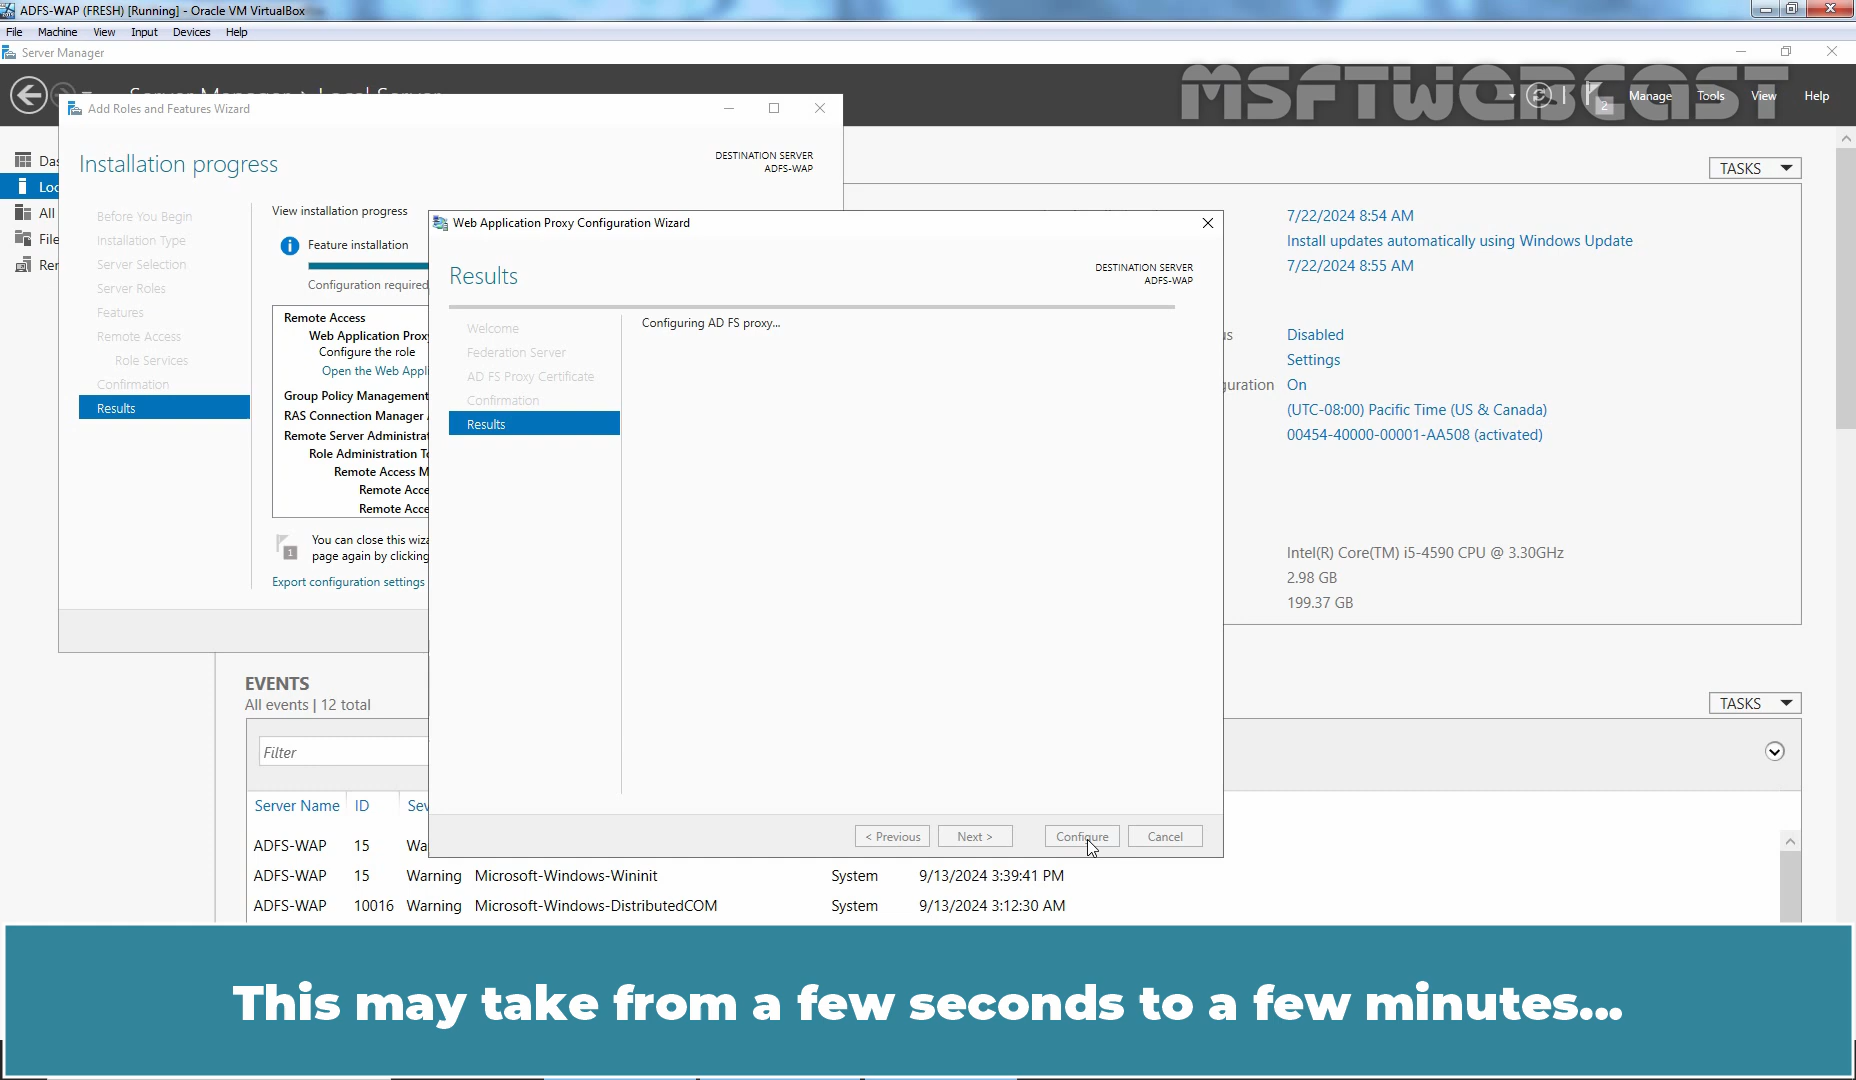 ADFS-WAP (FRESH) [Running] - Oracle VM VirtualBox
File Machine View Input Devices Help
Server Manager
MSFTWEBCAST
2 Manage Tools View Help
Add Roles and Features Wizard
Installation progress
DESTINATION SERVER
ADFS-WAP
Before You Begin
Installation Type
Server Selection
Server Roles
Features
Remote Access
Role Services
Confirmation
Results
View installation progress
Feature installation
Configuration required
Remote Access
Web Application Prox
Configure the role
Open the Web Appli
Group Policy Management
RAS Connection Manager
Remote Server Administra
Role Administration To
Remote Access M
Remote Acce
Remote Acce
1
You can close this wiza
page again by clicking
Export configuration settings
Web Application Proxy Configuration Wizard
Results
DESTINATION SERVER
ADFS-WAP
Welcome
Federation Server
AD FS Proxy Certificate
Confirmation
Results
Configuring AD FS proxy...
< Previous Next > Configure Cancel
TASKS
7/22/2024 8:54 AM
Install updates automatically using Windows Update
7/22/2024 8:55 AM
us Disabled
Settings
guration On
(UTC-08:00) Pacific Time (US & Canada)
00454-40000-00001-AA508 (activated)
Intel(R) Core(TM) i5-4590 CPU @ 3.30GHz
2.98 GB
199.37 GB
EVENTS
All events | 12 total
TASKS
Filter
Server Name ID Sev
ADFS-WAP 15 Wa
ADFS-WAP 15 Warning Microsoft-Windows-Wininit System 9/13/2024 3:39:41 PM
ADFS-WAP 10016 Warning Microsoft-Windows-DistributedCOM System 9/13/2024 3:12:30 AM
This may take from a few seconds to a few minutes...